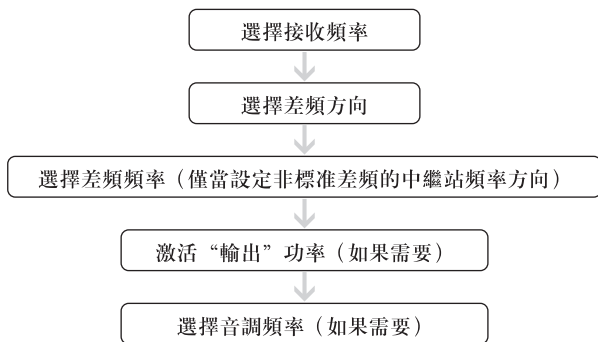 選擇接收頻率
選擇差頻方向
選擇差頻頻率（僅當設定非標准差頻的中繼站頻率方向）
激活“輸出”功率（如果需要）
選擇音調頻率（如果需要）